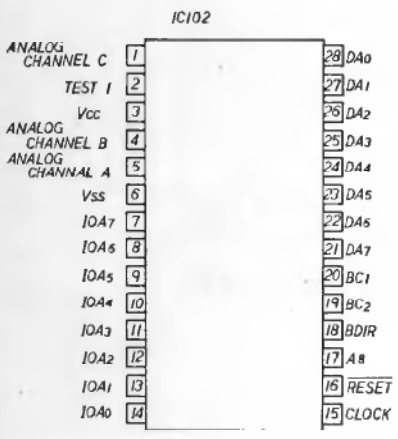 IC102
ANALOG
CHANNEL C 1
TEST 1 2
Vcc 3
ANALOG
CHANNEL B 4
ANALOG
CHANNAL A 5
Vss 6
IOA7 7
IOA6 8
IOA5 9
IOA4 10
IOA3 11
IOA2 12
IOA1 13
IOA0 14
28 DA0
27 DA1
26 DA2
25 DA3
24 DA4
23 DA5
22 DA6
21 DA7
20 BC1
19 BC2
18 BDIR
17 A8
16 RESET
15 CLOCK